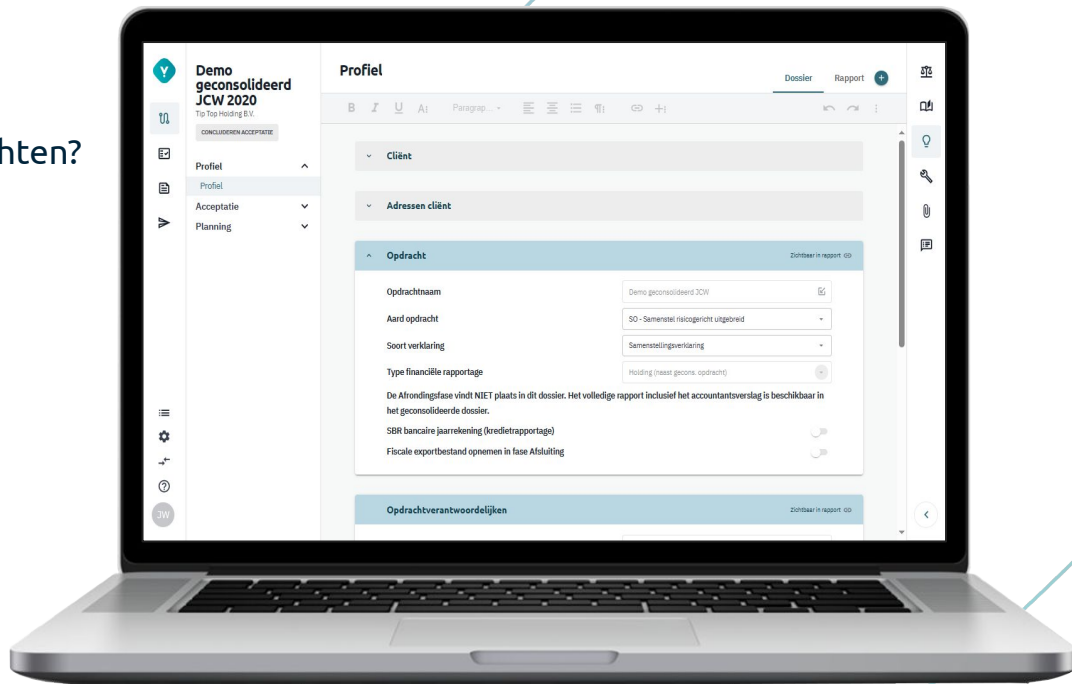 hten?
Y
Demo
geconsolideerd
JCW 2020
Tip Top Holding B.V.
CONCLUDEREN ACCEPTATIE
Profiel
Profiel
Acceptatie
Planning
JW
Profiel
Dossier Rapport
B I U A Paragrap...
Cliënt
Adressen cliënt
Opdracht Zichtbaar in rapport
Opdrachtnaam Demo geconsolideerd JCW
Aard opdracht SO - Samenstel risicogericht uitgebreid
Soort verklaring Samenstellingsverklaring
Type financiële rapportage Holding (naast gecons. opdracht)
De Afrondingsfase vindt NIET plaats in dit dossier. Het volledige rapport inclusief het accountantsverslag is beschikbaar in
het geconsolideerde dossier.
SBR bancaire jaarrekening (kredietrapportage)
Fiscale exportbestand opnemen in fase Afsluiting
Opdrachtverantwoordelijken Zichtbaar in rapport